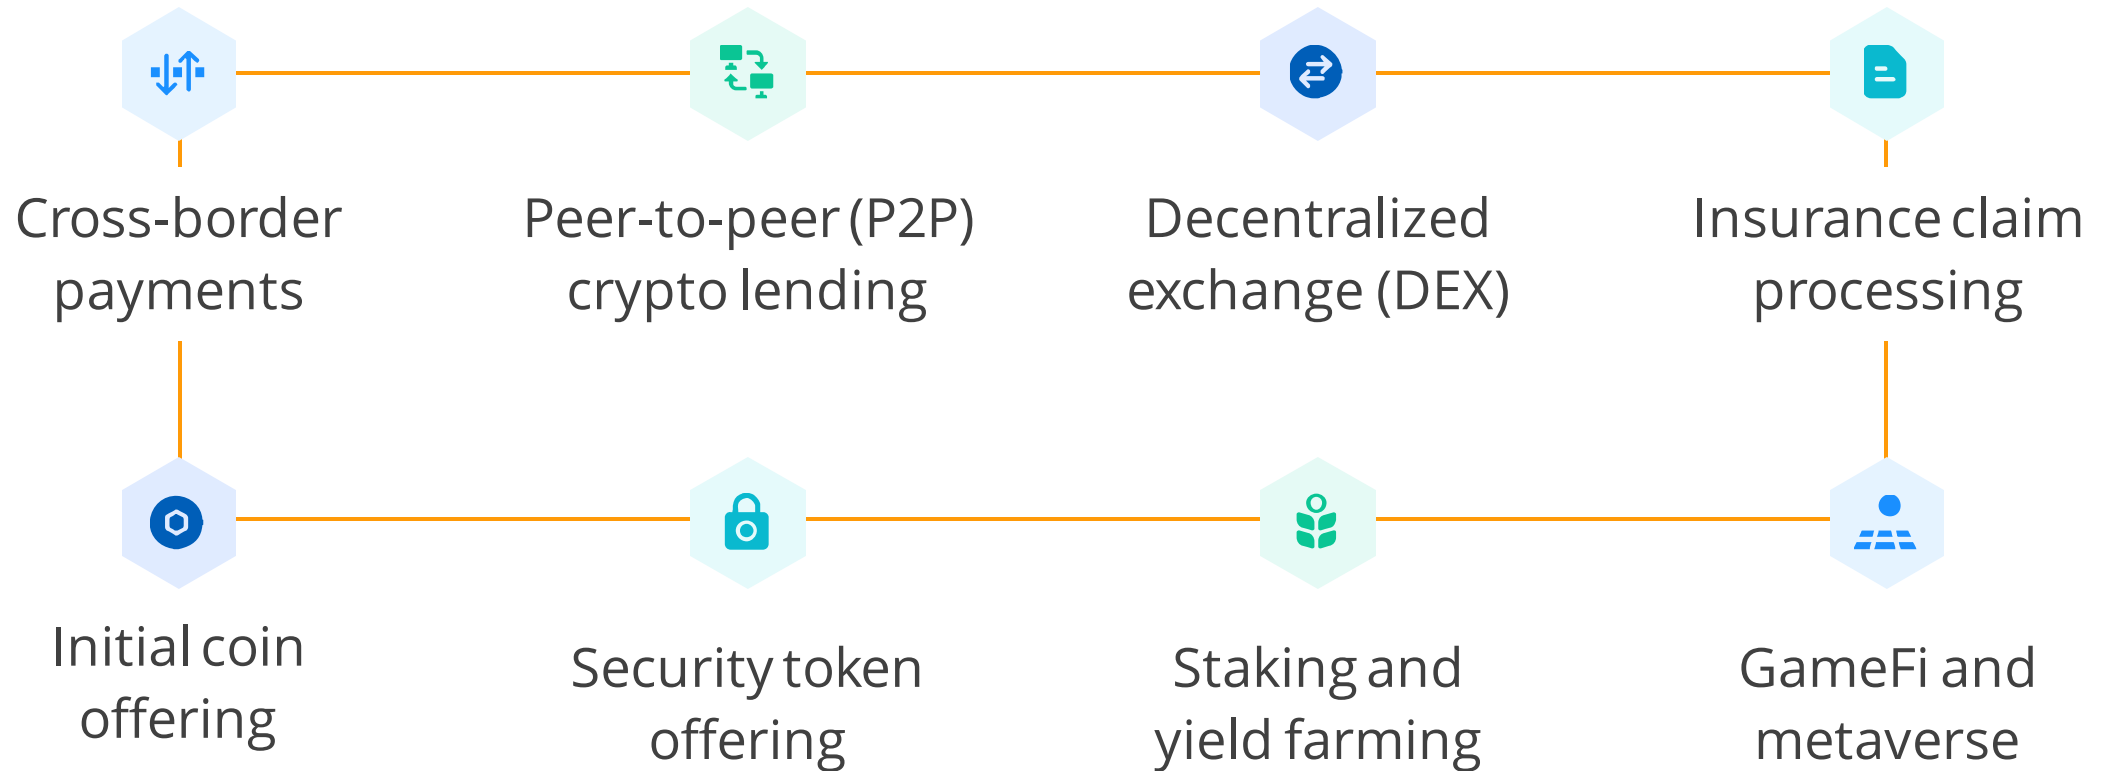 Cross-border
payments
Peer-to-peer (P2P)
crypto lending
Decentralized
exchange (DEX)
Insurance claim
processing
Initial coin
offering
Security token
offering
Staking and
yield farming
GameFi and
metaverse